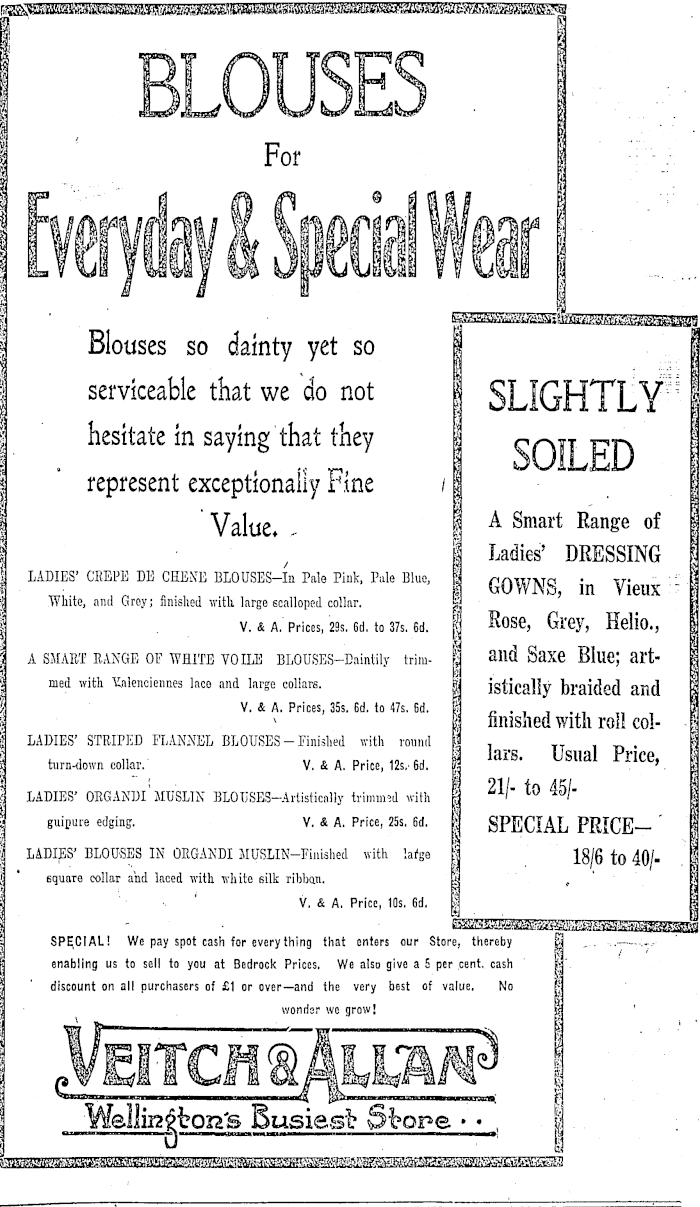 BLOUSES
For
Everyday & Special Wear
Blouses so dainty yet so
serviceable that we do not
hesitate in saying that they
represent exceptionally Fine
Value.
LADIES' CREPE DE CHENE BLOUSES—In Pale Pink, Pale Blue,
White, and Grey; finished with large scalloped collar.
V. & A. Prices, 29s. 6d. to 37s. 6d.
A SMART RANGE OF WHITE VOILE BLOUSES—Daintily trim-
med with Valenciennes lace and large collars.
V. & A. Prices, 35s. 6d. to 47s. 6d.
LADIES' STRIPED FLANNEL BLOUSES—Finished with round
turn-down collar. V. & A. Price, 12s. 6d.
LADIES' ORGANDI MUSLIN BLOUSES—Artistically trimmed with
guipure edging. V. & A. Price, 25s. 6d.
LADIES' BLOUSES IN ORGANDI MUSLIN—Finished with large
square collar and laced with white silk ribbon.
V. & A. Price, 10s. 6d.
SPECIAL! We pay spot cash for everything that enters our Store, thereby
enabling us to sell to you at Bedrock Prices. We also give a 5 per cent. cash
discount on all purchasers of £1 or over—and the very best of value. No
wonder we grow!
VEITCH & ALLAN
Wellington's Busiest Store . .
SLIGHTLY
SOILED
A Smart Range of
Ladies' DRESSING
GOWNS, in Vieux
Rose, Grey, Helio.,
and Saxe Blue; art-
istically braided and
finished with roll col-
lars. Usual Price,
21/- to 45/-
SPECIAL PRICE—
18/6 to 40/-